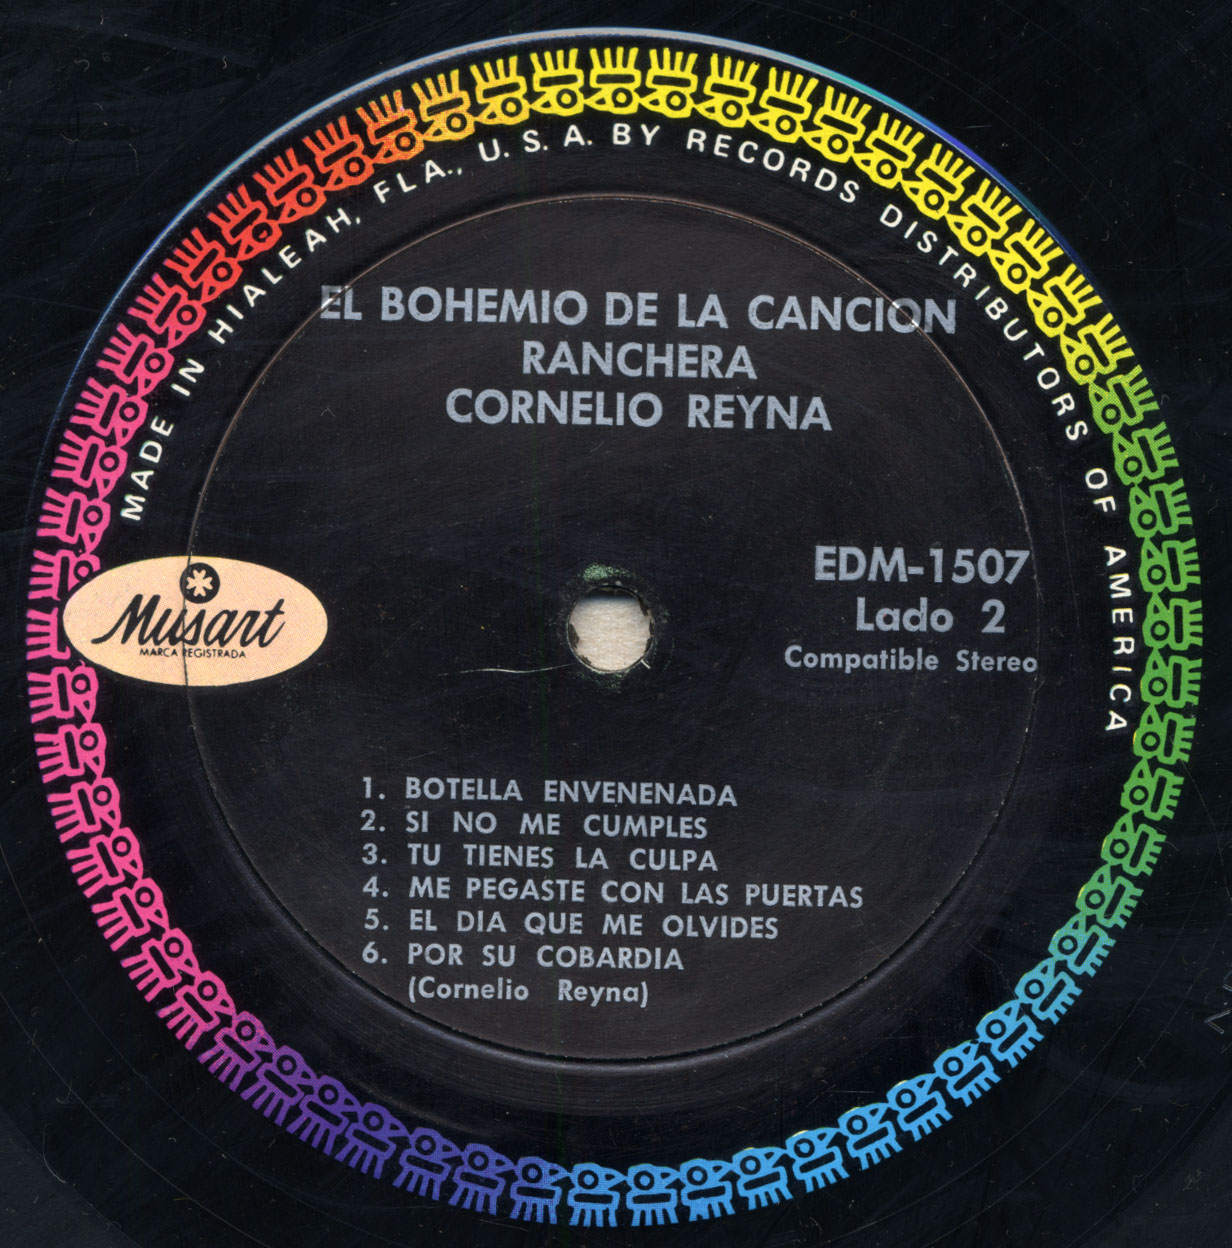 MADE IN HIALEAH, FLA., U.S.A. BY RECORDS DISTRIBUTORS OF AMERICA
EL BOHEMIO DE LA CANCION
RANCHERA
CORNELIO REYNA
EDM-1507
Lado 2
Compatible Stereo
Musart
MARCA REGISTRADA
1. BOTELLA ENVENENADA
2. SI NO ME CUMPLES
3. TU TIENES LA CULPA
4. ME PEGASTE CON LAS PUERTAS
5. EL DIA QUE ME OLVIDES
6. POR SU COBARDIA
(Cornelio Reyna)